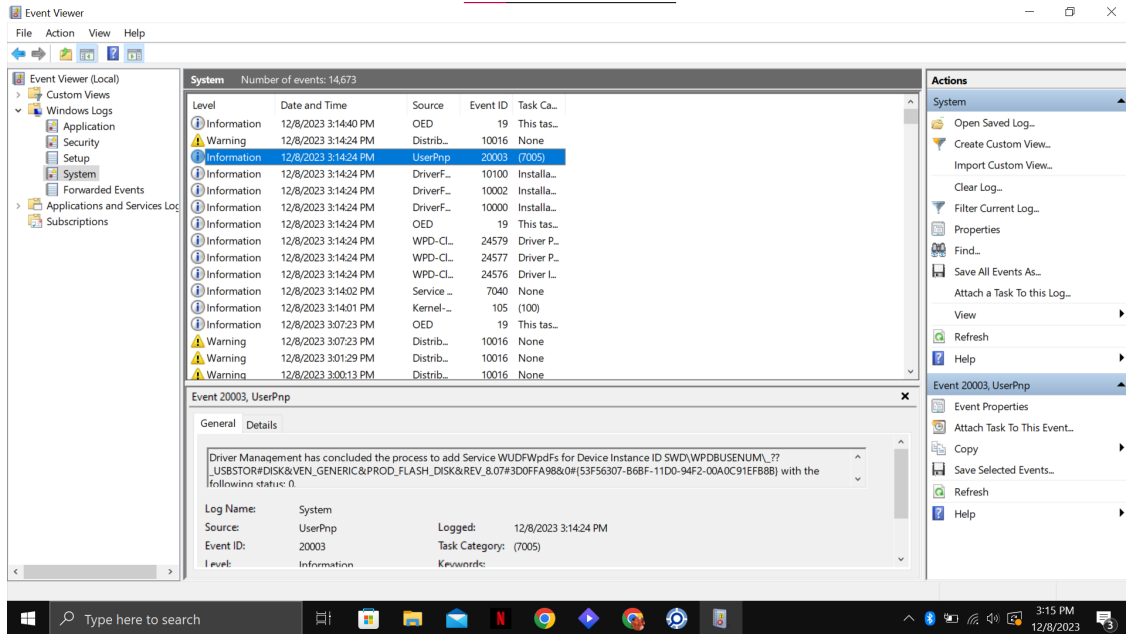 Event Viewer
File Action View Help
Event Viewer (Local)
Custom Views
Windows Logs
Application
Security
Setup
System
Forwarded Events
Applications and Services Log
Subscriptions
System Number of events: 14,673
Level Date and Time Source Event ID Task Ca...
Information 12/8/2023 3:14:40 PM OED 19 This tas...
Warning 12/8/2023 3:14:24 PM Distrib... 10016 None
Information 12/8/2023 3:14:24 PM UserPnp 20003 (7005)
Information 12/8/2023 3:14:24 PM DriverF... 10100 Installa...
Information 12/8/2023 3:14:24 PM DriverF... 10002 Installa...
Information 12/8/2023 3:14:24 PM DriverF... 10000 Installa...
Information 12/8/2023 3:14:24 PM OED 19 This tas...
Information 12/8/2023 3:14:24 PM WPD-Cl... 24579 Driver P...
Information 12/8/2023 3:14:24 PM WPD-Cl... 24577 Driver P...
Information 12/8/2023 3:14:24 PM WPD-Cl... 24576 Driver I...
Information 12/8/2023 3:14:02 PM Service ... 7040 None
Information 12/8/2023 3:14:01 PM Kernel-... 105 (100)
Information 12/8/2023 3:07:23 PM OED 19 This tas...
Warning 12/8/2023 3:07:23 PM Distrib... 10016 None
Warning 12/8/2023 3:01:29 PM Distrib... 10016 None
Warning 12/8/2023 3:00:13 PM Distrib... 10016 None
Event 20003, UserPnp
General Details
Driver Management has concluded the process to add Service WUDFWpdFs for Device Instance ID SWD\WPDBUSENUM\_??
_USBSTOR#DISK&VEN_GENERIC&PROD_FLASH_DISK&REV_8.07#3D0FFA98&0#{53F56307-B6BF-11D0-94F2-00A0C91EFB8B} with the
following status: 0.
Log Name: System
Source: UserPnp Logged: 12/8/2023 3:14:24 PM
Event ID: 20003 Task Category: (7005)
Level: Information Keywords:
Actions
System
Open Saved Log...
Create Custom View...
Import Custom View...
Clear Log...
Filter Current Log...
Properties
Find...
Save All Events As...
Attach a Task To this Log...
View
Refresh
Help
Event 20003, UserPnp
Event Properties
Attach Task To This Event...
Copy
Save Selected Events...
Refresh
Help
Type here to search
N
3:15 PM
12/8/2023
3